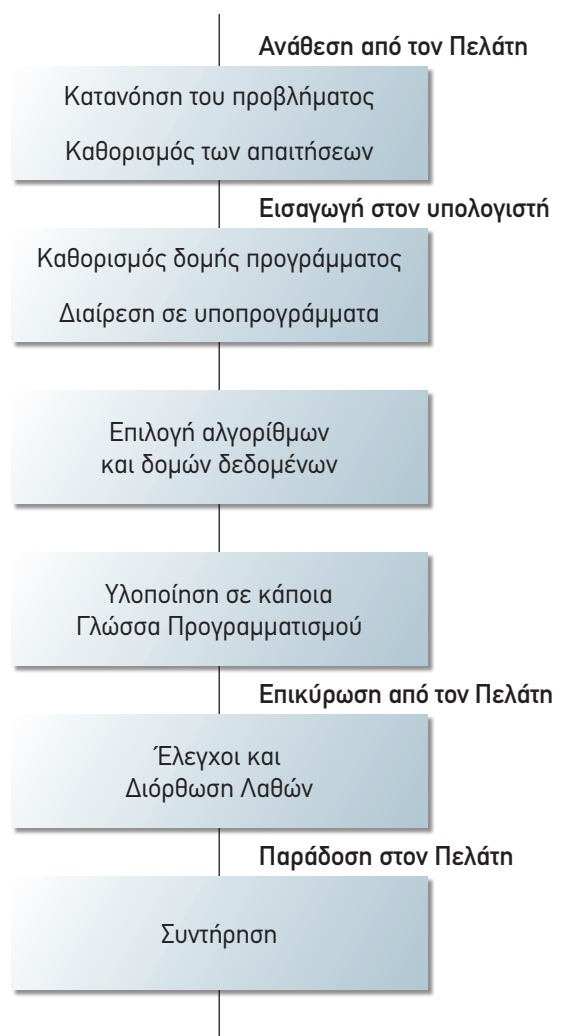 Ανάθεση από τον Πελάτη
Κατανόηση του προβλήματος
Καθορισμός των απαιτήσεων
Εισαγωγή στον υπολογιστή
Καθορισμός δομής προγράμματος
Διαίρεση σε υποπρογράμματα
Επιλογή αλγορίθμων
και δομών δεδομένων
Υλοποίηση σε κάποια
Γλώσσα Προγραμματισμού
Επικύρωση από τον Πελάτη
Έλεγχοι και
Διόρθωση Λαθών
Παράδοση στον Πελάτη
Συντήρηση